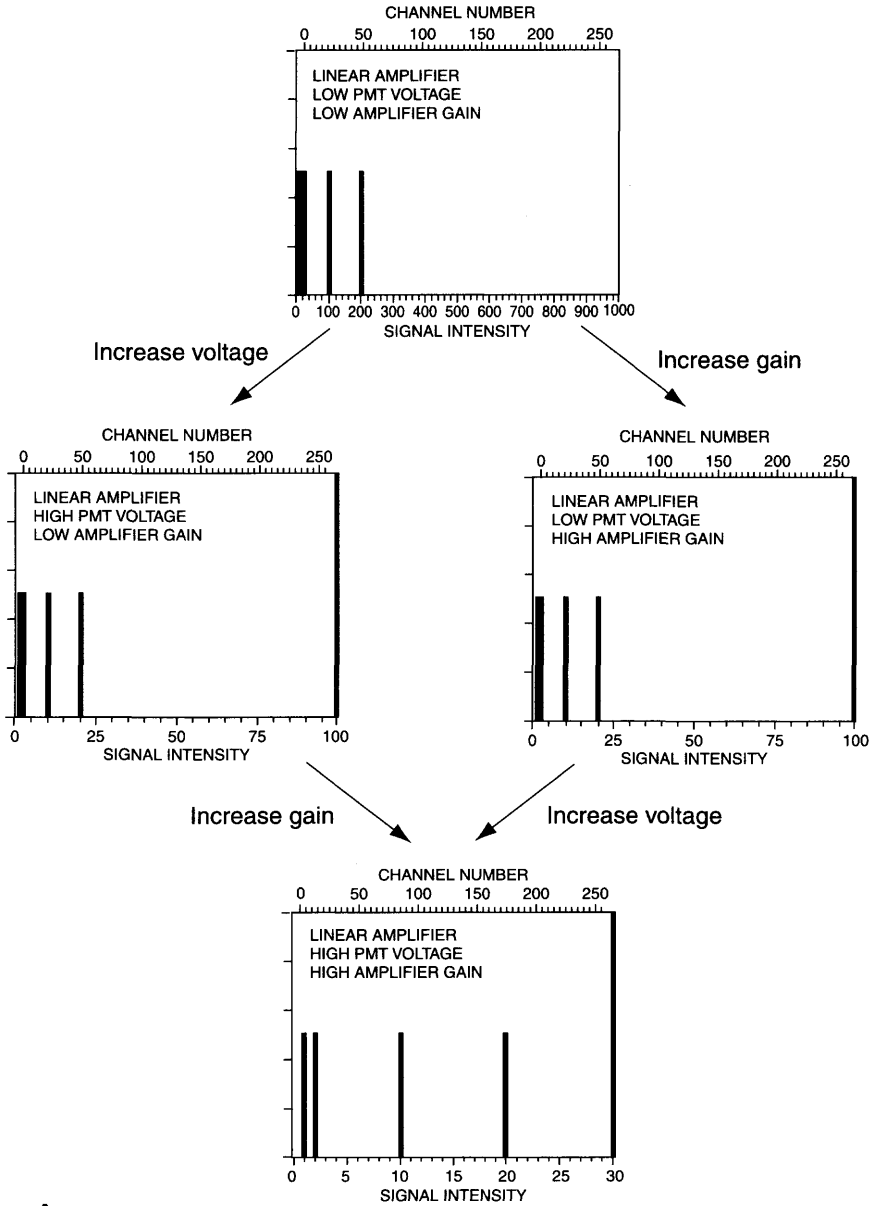 CHANNEL NUMBER
0 50 100 150 200 250
LINEAR AMPLIFIER
LOW PMT VOLTAGE
LOW AMPLIFIER GAIN
0 100 200 300 400 500 600 700 800 900 1000
SIGNAL INTENSITY
Increase voltage
Increase gain
CHANNEL NUMBER
0 50 100 150 200 250
LINEAR AMPLIFIER
HIGH PMT VOLTAGE
LOW AMPLIFIER GAIN
0 25 50 75 100
SIGNAL INTENSITY
CHANNEL NUMBER
0 50 100 150 200 250
LINEAR AMPLIFIER
LOW PMT VOLTAGE
HIGH AMPLIFIER GAIN
0 25 50 75 100
SIGNAL INTENSITY
Increase gain
Increase voltage
CHANNEL NUMBER
0 50 100 150 200 250
LINEAR AMPLIFIER
HIGH PMT VOLTAGE
HIGH AMPLIFIER GAIN
0 5 10 15 20 25 30
SIGNAL INTENSITY